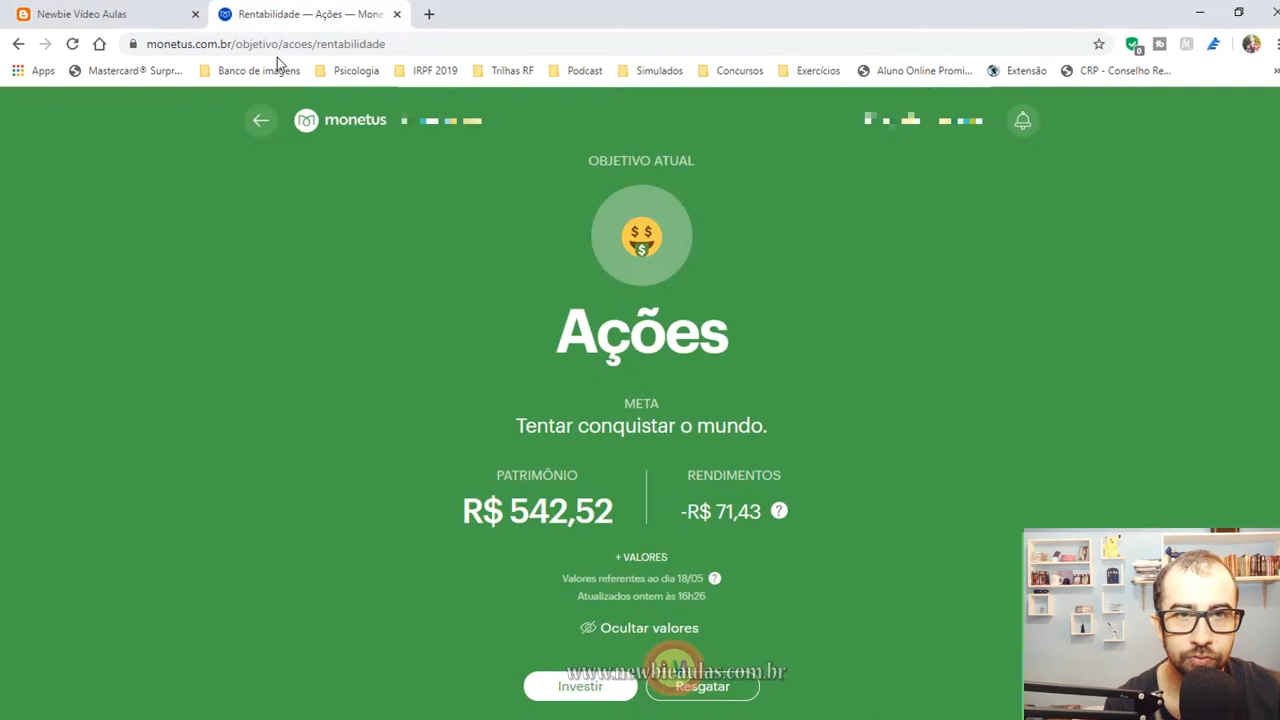 Newbie Vídeo Aulas
Rentabilidade — Ações — Mone
monetus.com.br/objetivo/acoes/rentabilidade
Apps
Mastercard® Surpr...
Banco de imagens
Psicologia
IRPF 2019
Trilhas RF
Podcast
Simulados
Concursos
Exercícios
Aluno Online Promi...
Extensão
CRP - Conselho Re...
monetus
OBJETIVO ATUAL
Ações
META
Tentar conquistar o mundo.
PATRIMÔNIO
RENDIMENTOS
R$ 542,52
-R$ 71,43 ?
+ VALORES
Valores referentes ao dia 18/05 ?
Atualizados ontem às 16h26
Ocultar valores
www.newbieaulas.com.br
Investir
Resgatar